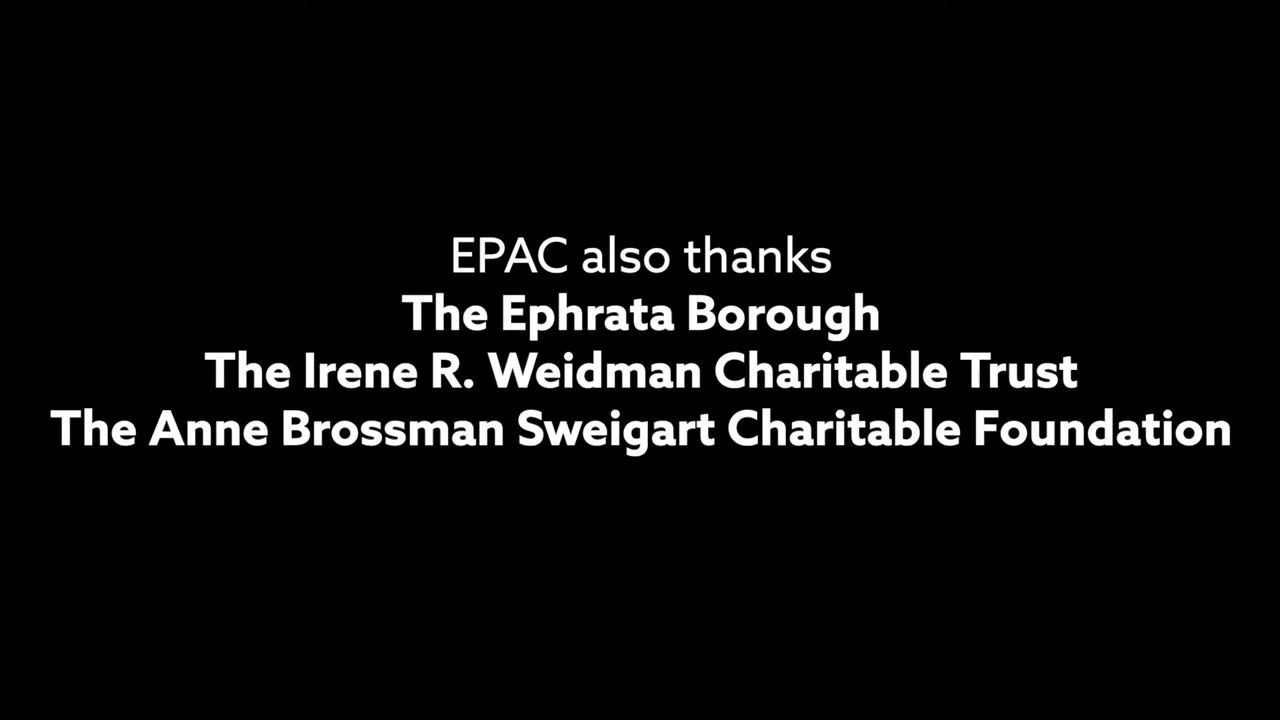 EPAC also thanks
The Ephrata Borough
The Irene R. Weidman Charitable Trust
The Anne Brossman Sweigart Charitable Foundation